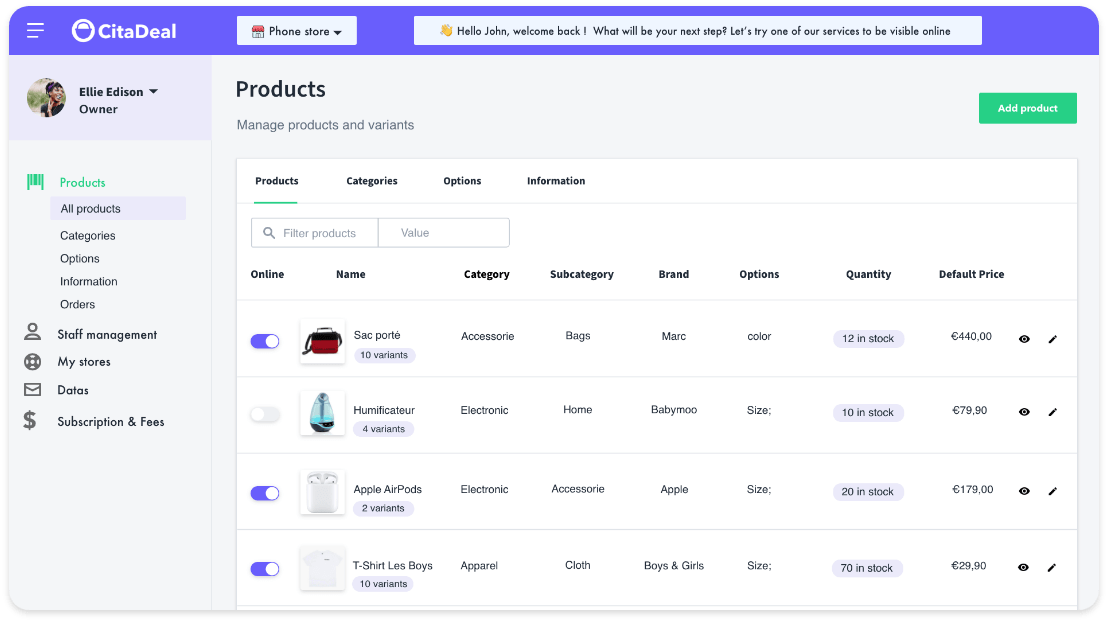 CitaDeal
Phone store
👋 Hello John, welcome back ! What will be your next step? Let's try one of our services to be visible online
Ellie Edison
Owner
Products
All products
Categories
Options
Information
Orders
Staff management
My stores
Datas
Subscription & Fees
Products
Manage products and variants
Add product
Products Categories Options Information
Filter products Value
Online Name Category Subcategory Brand Options Quantity Default Price
Sac porté Accessorie Bags Marc color 12 in stock €440,00
10 variants
Humificateur Electronic Home Babymoo Size; 10 in stock €79,90
4 variants
Apple AirPods Electronic Accessorie Apple Size; 20 in stock €179,00
2 variants
T-Shirt Les Boys Apparel Cloth Boys & Girls Size; 70 in stock €29,90
10 variants